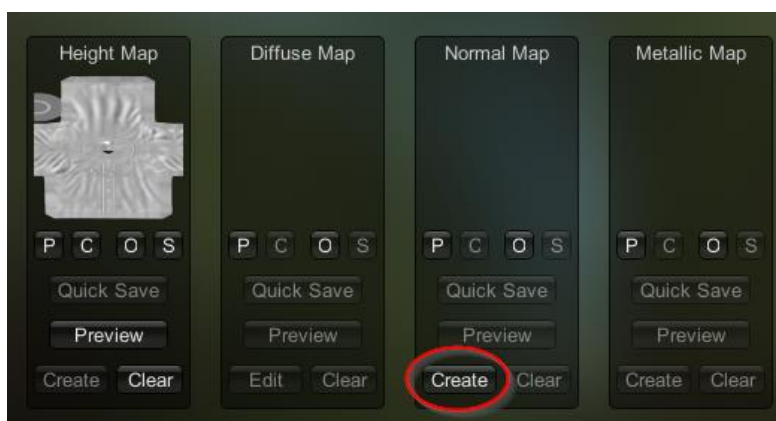 Height Map Diffuse Map Normal Map Metallic Map
P C O S P C O S P C O S P C O S
Quick Save Quick Save Quick Save Quick Save
Preview Preview Preview Preview
Create Clear Edit Clear Create Clear Create Clear